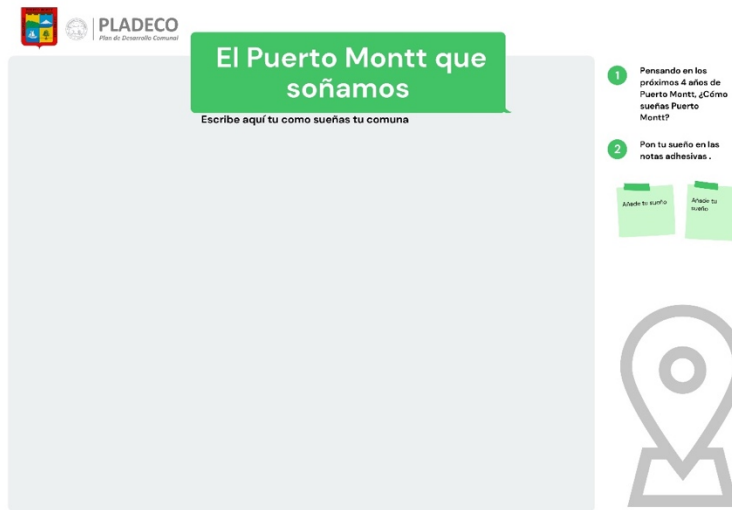 PLADECO
Plan de Desarrollo Comunal
El Puerto Montt que
soñamos
Escribe aquí tu como sueñas tu comuna
1
Pensando en los
próximos 4 años de
Puerto Montt, ¿Cómo
sueñas Puerto
Montt?
2
Pon tu sueño en las
notas adhesivas .
Añade tu sueño
Añade tu
sueño